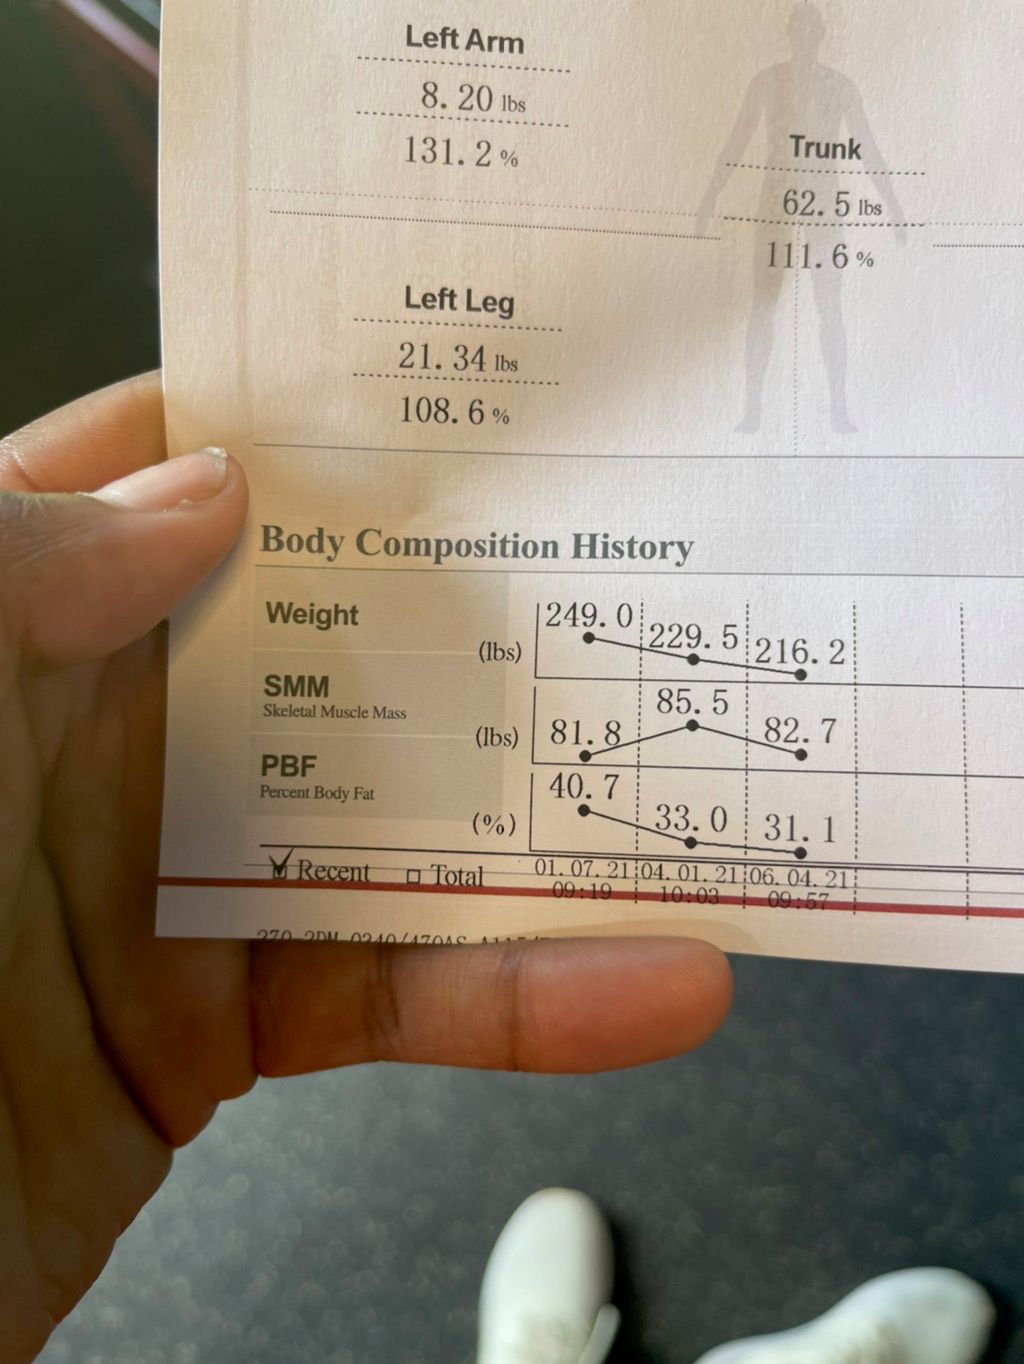 Left Arm
8.20 lbs
131.2 %
Trunk
62.5 lbs
111.6 %
Left Leg
21.34 lbs
108.6 %
Body Composition History
Weight (lbs) 249.0 229.5 216.2
SMM
Skeletal Muscle Mass (lbs) 81.8 85.5 82.7
PBF
Percent Body Fat (%) 40.7 33.0 31.1
Recent Total 01.07.21 04.01.21 06.04.21
09:19 10:03 09:57